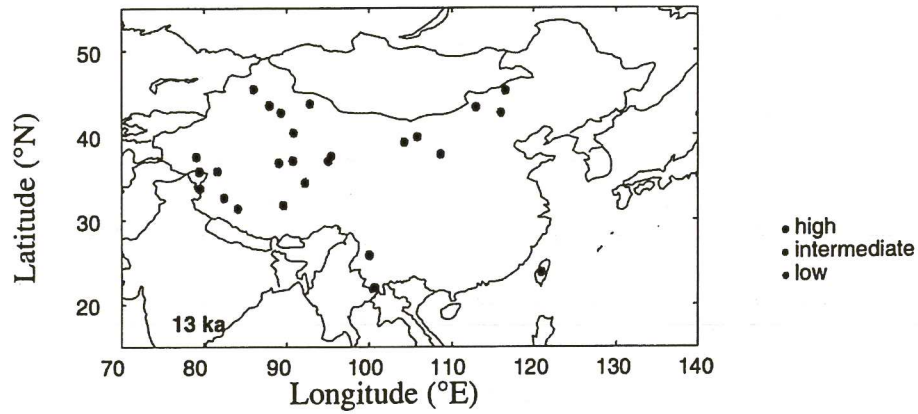 50
40
30
20
Latitude (°N)
13 ka
70 80 90 100 110 120 130 140
Longitude (°E)
high
intermediate
low